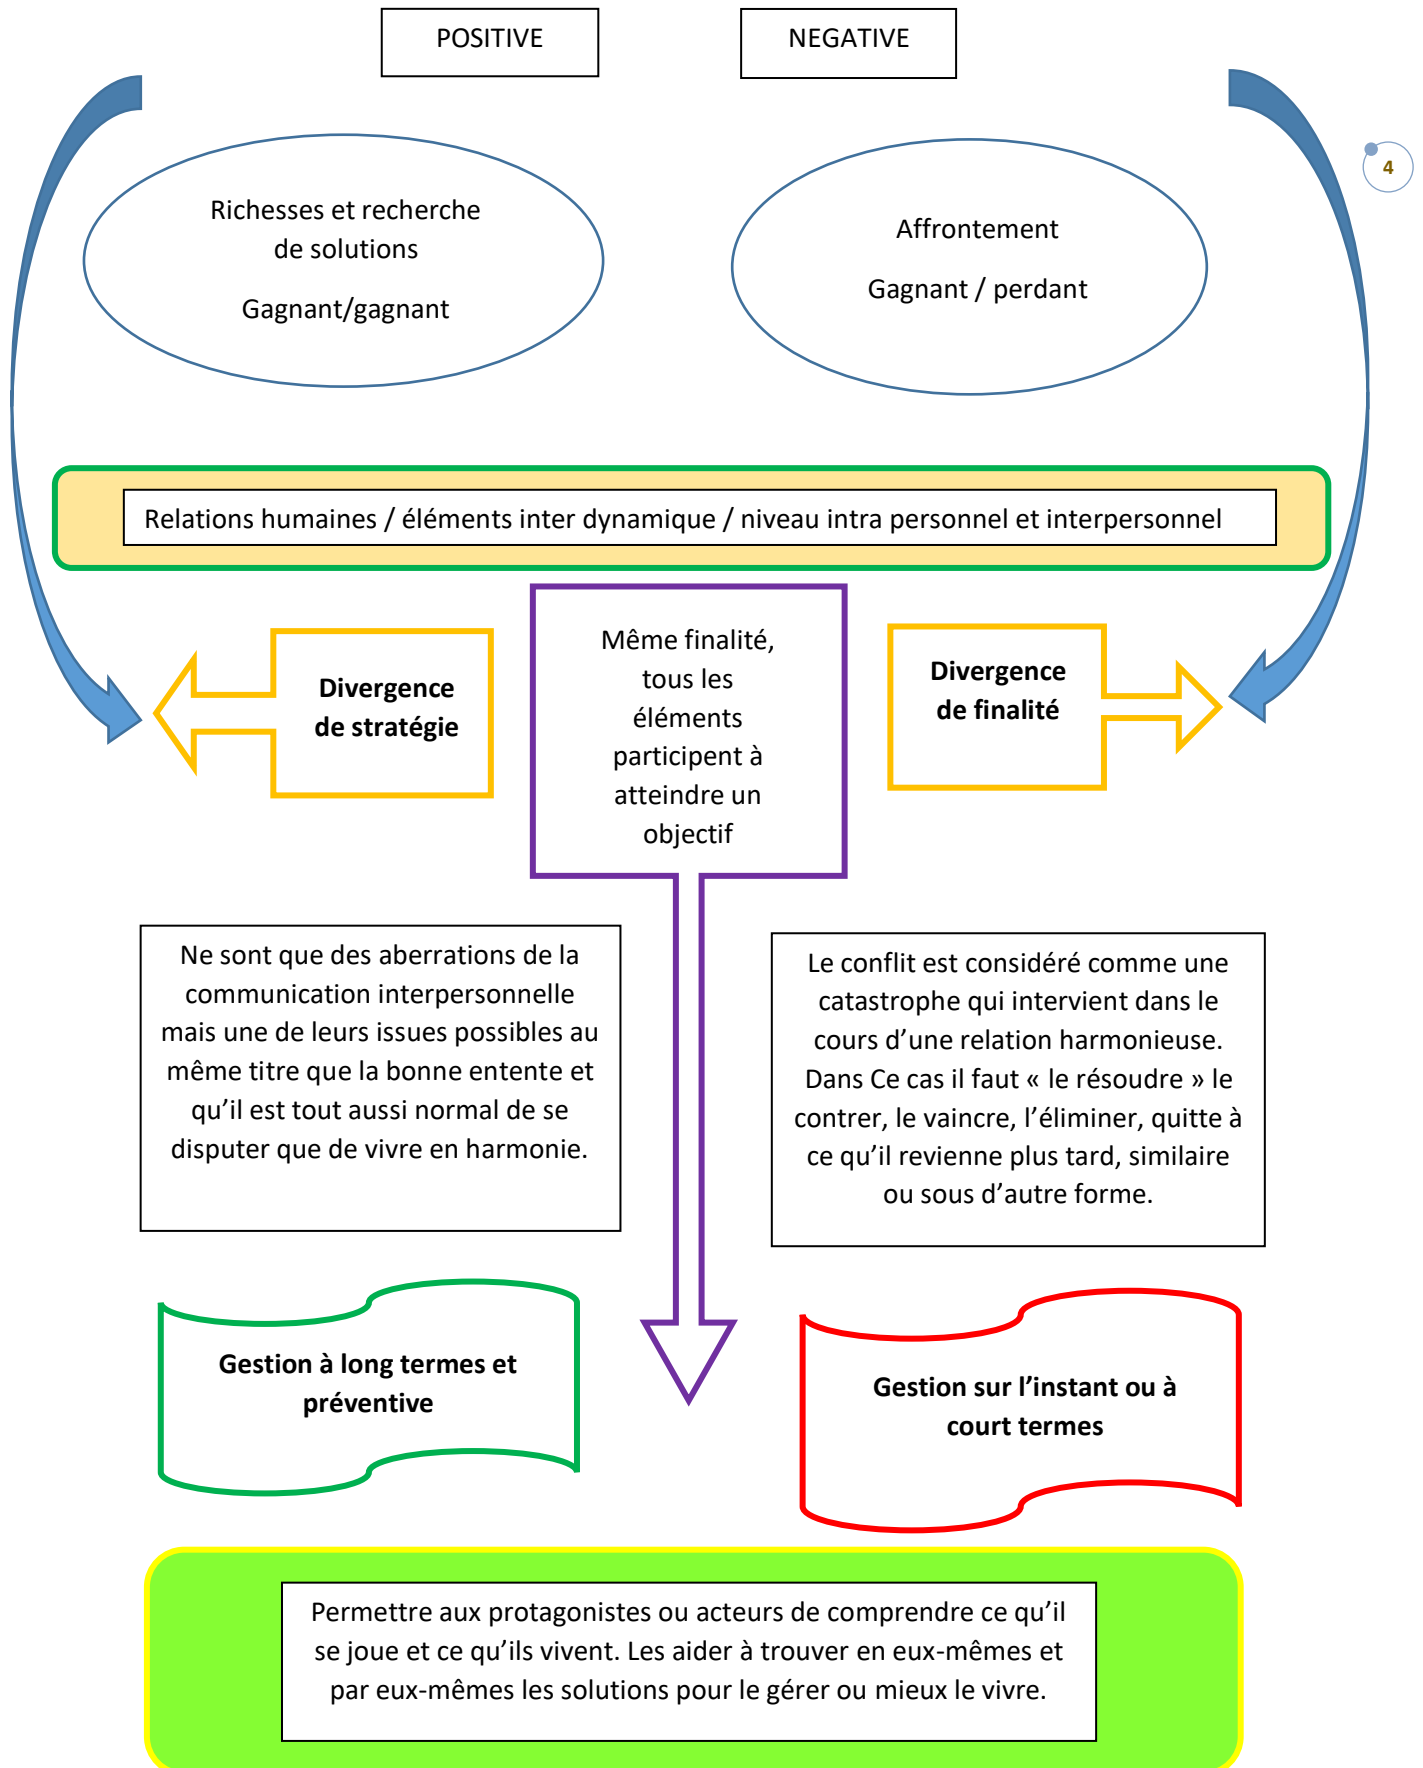 POSITIVE
NEGATIVE
4
Richesses et recherche
de solutions
Gagnant/gagnant
Affrontement
Gagnant / perdant
Relations humaines / éléments inter dynamique / niveau intra personnel et interpersonnel
Divergence
de stratégie
Même finalité,
tous les
éléments
participent à
atteindre un
objectif
Divergence
de finalité
Ne sont que des aberrations de la
communication interpersonnelle
mais une de leurs issues possibles au
même titre que la bonne entente et
qu’il est tout aussi normal de se
disputer que de vivre en harmonie.
Le conflit est considéré comme une
catastrophe qui intervient dans le
cours d’une relation harmonieuse.
Dans Ce cas il faut « le résoudre » le
contrer, le vaincre, l’éliminer, quitte à
ce qu’il revienne plus tard, similaire
ou sous d’autre forme.
Gestion à long termes et
préventive
Gestion sur l’instant ou à
court termes
Permettre aux protagonistes ou acteurs de comprendre ce qu’il
se joue et ce qu’ils vivent. Les aider à trouver en eux-mêmes et
par eux-mêmes les solutions pour le gérer ou mieux le vivre.